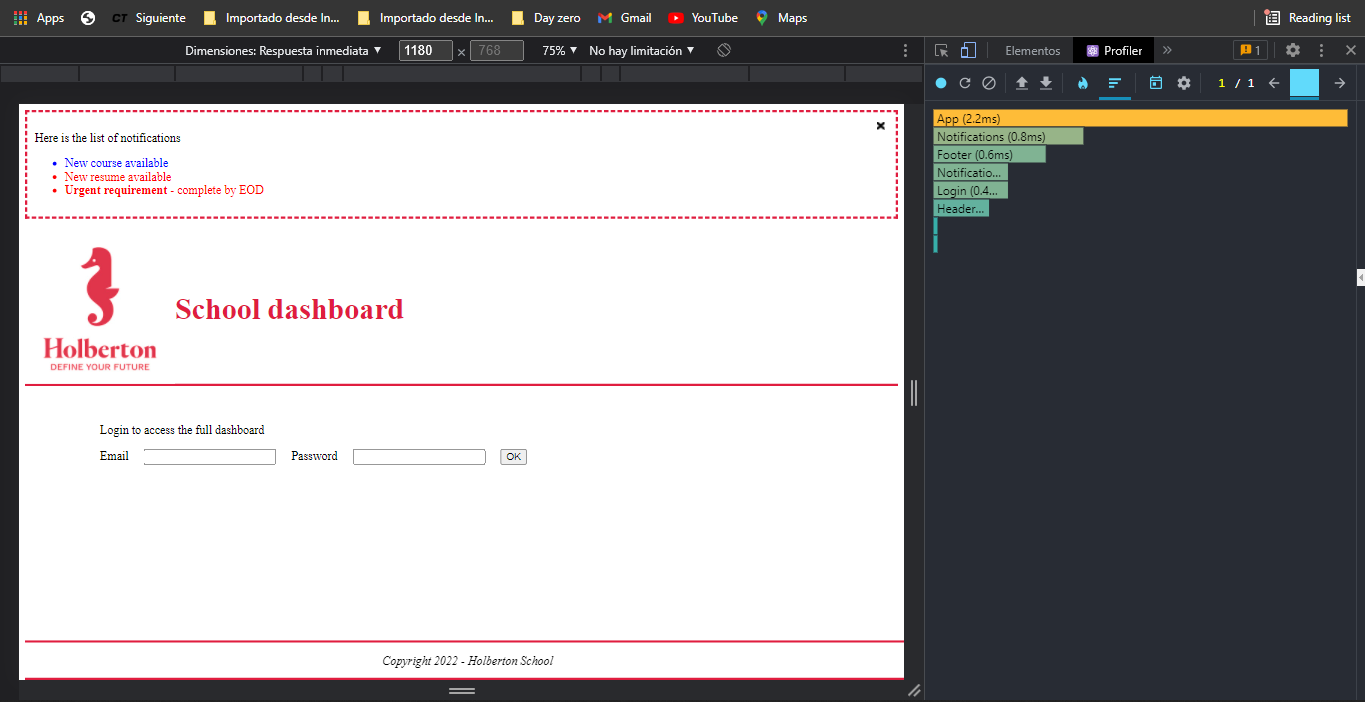 Apps CT Siguiente Importado desde In... Importado desde In... Day zero Gmail YouTube Maps Reading list
Dimensiones: Respuesta inmediata ▼ 1180 × 768 75% ▼ No hay limitación ▼
Elementos Profiler » 1
1 / 1
Here is the list of notifications
New course available
New resume available
Urgent requirement - complete by EOD
Holberton
DEFINE YOUR FUTURE
School dashboard
Login to access the full dashboard
Email Password OK
Copyright 2022 - Holberton School
App (2.2ms)
Notifications (0.8ms)
Footer (0.6ms)
Notificatio...
Login (0.4...
Header...